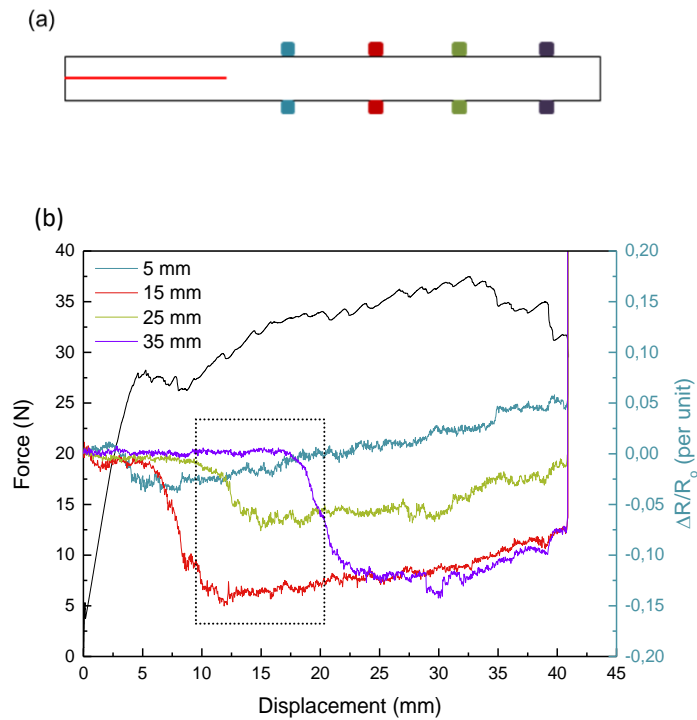 (a)
(b)
40
35
30
25
20
15
10
5
0
Force (N)
5 mm
15 mm
25 mm
35 mm
0,20
0,15
0,10
0,05
0,00
-0,05
-0,10
-0,15
-0,20
ΔR/R₀ (per unit)
0 5 10 15 20 25 30 35 40 45
Displacement (mm)